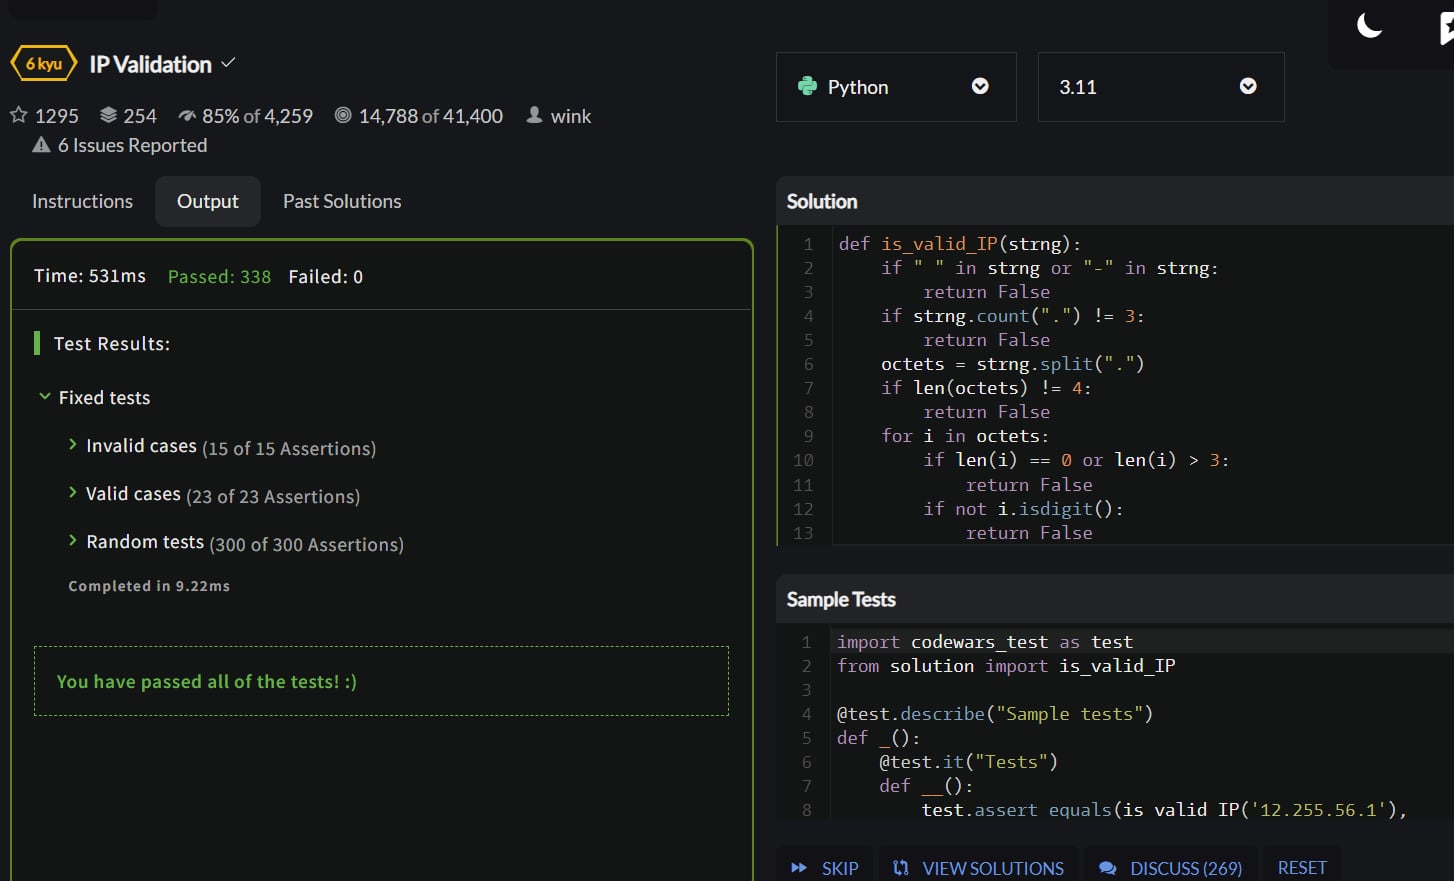 6 kyu IP Validation
1295 254 85% of 4,259 14,788 of 41,400 wink
6 Issues Reported
Instructions Output Past Solutions
Time: 531ms Passed: 338 Failed: 0
Test Results:
Fixed tests
Invalid cases (15 of 15 Assertions)
Valid cases (23 of 23 Assertions)
Random tests (300 of 300 Assertions)
Completed in 9.22ms
You have passed all of the tests! :)
Python 3.11
Solution
1 def is_valid_IP(strng):
2     if " " in strng or "-" in strng:
3         return False
4     if strng.count(".") != 3:
5         return False
6     octets = strng.split(".")
7     if len(octets) != 4:
8         return False
9     for i in octets:
10         if len(i) == 0 or len(i) > 3:
11             return False
12         if not i.isdigit():
13             return False
Sample Tests
1 import codewars_test as test
2 from solution import is_valid_IP
3
4 @test.describe("Sample tests")
5 def _():
6     @test.it("Tests")
7     def __():
8         test.assert_equals(is_valid_IP('12.255.56.1'),
SKIP VIEW SOLUTIONS DISCUSS (269) RESET